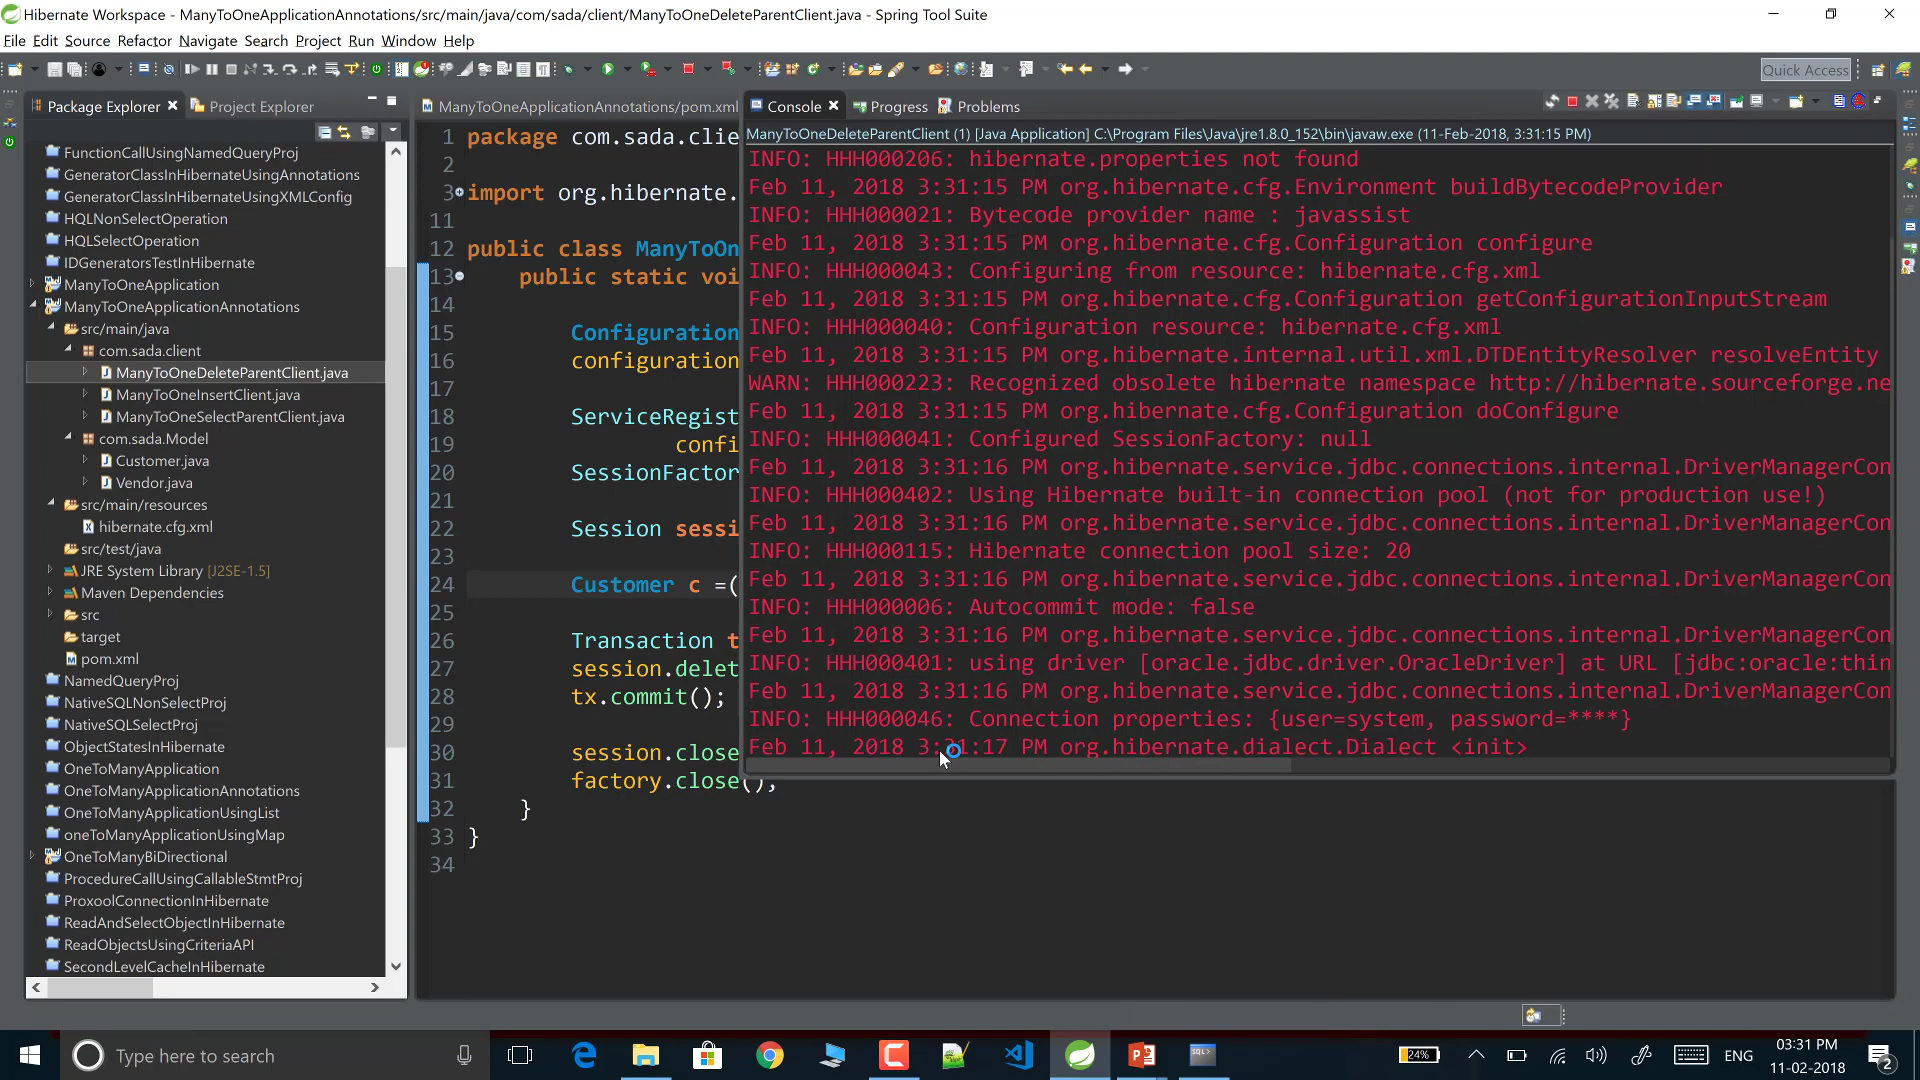 Hibernate Workspace - ManyToOneApplicationAnnotations/src/main/java/com/sada/client/ManyToOneDeleteParentClient.java - Spring Tool Suite
File Edit Source Refactor Navigate Search Project Run Window Help
Quick Access
Package Explorer
Project Explorer
FunctionCallUsingNamedQueryProj
GeneratorClassInHibernateUsingAnnotations
GeneratorClassInHibernateUsingXMLConfig
HQLNonSelectOperation
HQLSelectOperation
IDGeneratorsTestInHibernate
ManyToOneApplication
ManyToOneApplicationAnnotations
src/main/java
com.sada.client
ManyToOneDeleteParentClient.java
ManyToOneInsertClient.java
ManyToOneSelectParentClient.java
com.sada.Model
Customer.java
Vendor.java
src/main/resources
hibernate.cfg.xml
src/test/java
JRE System Library [J2SE-1.5]
Maven Dependencies
src
target
pom.xml
NamedQueryProj
NativeSQLNonSelectProj
NativeSQLSelectProj
ObjectStatesInHibernate
OneToManyApplication
OneToManyApplicationAnnotations
OneToManyApplicationUsingList
oneToManyApplicationUsingMap
OneToManyBiDirectional
ProcedureCallUsingCallableStmtProj
ProxoolConnectionInHibernate
ReadAndSelectObjectInHibernate
ReadObjectsUsingCriteriaAPI
SecondLevelCacheInHibernate
ManyToOneApplicationAnnotations/pom.xml
1 package com.sada.clie
2
3 import org.hibernate.
11
12 public class ManyToOn
13 public static voi
14
15 Configuration
16 configuration
17
18 ServiceRegist
19 confi
20 SessionFactor
21
22 Session sessi
23
24 Customer c =(
25
26 Transaction t
27 session.delet
28 tx.commit();
29
30 session.close
31 factory.close();
32 }
33 }
34
Console
Progress
Problems
ManyToOneDeleteParentClient (1) [Java Application] C:\Program Files\Java\jre1.8.0_152\bin\javaw.exe (11-Feb-2018, 3:31:15 PM)
INFO: HHH000206: hibernate.properties not found
Feb 11, 2018 3:31:15 PM org.hibernate.cfg.Environment buildBytecodeProvider
INFO: HHH000021: Bytecode provider name : javassist
Feb 11, 2018 3:31:15 PM org.hibernate.cfg.Configuration configure
INFO: HHH000043: Configuring from resource: hibernate.cfg.xml
Feb 11, 2018 3:31:15 PM org.hibernate.cfg.Configuration getConfigurationInputStream
INFO: HHH000040: Configuration resource: hibernate.cfg.xml
Feb 11, 2018 3:31:15 PM org.hibernate.internal.util.xml.DTDEntityResolver resolveEntity
WARN: HHH000223: Recognized obsolete hibernate namespace http://hibernate.sourceforge.ne
Feb 11, 2018 3:31:15 PM org.hibernate.cfg.Configuration doConfigure
INFO: HHH000041: Configured SessionFactory: null
Feb 11, 2018 3:31:16 PM org.hibernate.service.jdbc.connections.internal.DriverManagerCon
INFO: HHH000402: Using Hibernate built-in connection pool (not for production use!)
Feb 11, 2018 3:31:16 PM org.hibernate.service.jdbc.connections.internal.DriverManagerCon
INFO: HHH000115: Hibernate connection pool size: 20
Feb 11, 2018 3:31:16 PM org.hibernate.service.jdbc.connections.internal.DriverManagerCon
INFO: HHH000006: Autocommit mode: false
Feb 11, 2018 3:31:16 PM org.hibernate.service.jdbc.connections.internal.DriverManagerCon
INFO: HHH000401: using driver [oracle.jdbc.driver.OracleDriver] at URL [jdbc:oracle:thin
Feb 11, 2018 3:31:16 PM org.hibernate.service.jdbc.connections.internal.DriverManagerCon
INFO: HHH000046: Connection properties: {user=system, password=****}
Feb 11, 2018 3:31:17 PM org.hibernate.dialect.Dialect <init>
Type here to search
24%
ENG
03:31 PM
11-02-2018
2